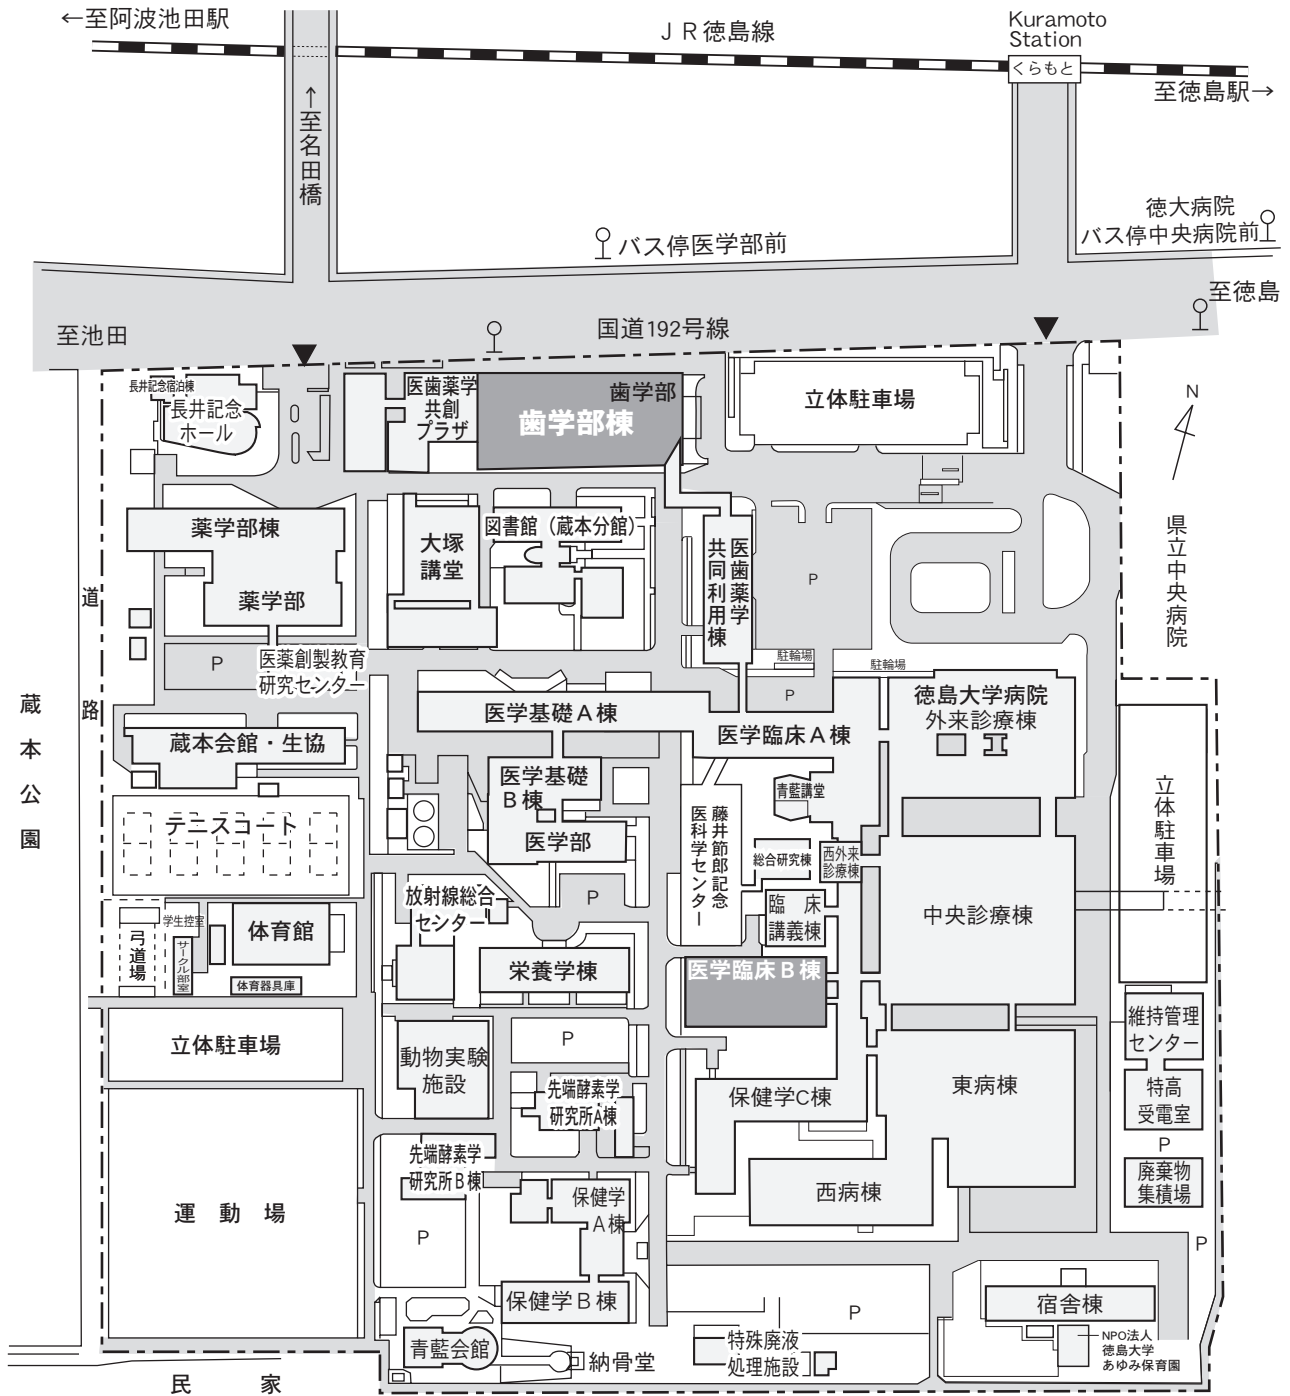 ←至阿波池田駅
JR徳島線
Kuramoto
Station
くらもと
至徳島駅→
←至名田橋
徳大病院
バス停中央病院前
バス停医学部前
至徳島
至池田
国道192号線
長井記念宿泊棟
長井記念
ホール
医歯薬学
共創
プラザ
歯学部
歯学部棟
立体駐車場
N
県立中央病院
薬学部棟
薬学部
大塚
講堂
図書館(蔵本分館)
医歯薬学
共同利用棟
P
道路
P
医薬創製教育
研究センター
駐輪場
駐輪場
P
蔵本公園
蔵本会館・生協
医学基礎A棟
医学臨床A棟
徳島大学病院
外来診療棟
医学基礎
B棟
医学部
青藍講堂
立体駐車場
テニスコート
藤井節郎記念
医科学センター
総合研究棟
西外来
診療棟
中央診療棟
放射線総合
センター
P
臨床
講義棟
弓道場
学生控室
サークル部室
体育館
体育器具庫
栄養学棟
医学臨床B棟
立体駐車場
動物実験
施設
P
維持管理
センター
先端酵素学
研究所A棟
保健学C棟
東病棟
特高
受電室
P
先端酵素学
研究所B棟
廃棄物
集積場
運動場
保健学
A棟
西病棟
P
P
保健学B棟
P
宿舎棟
青藍会館
納骨堂
特殊廃液
処理施設
NPO法人
徳島大学
あゆみ保育園
民家